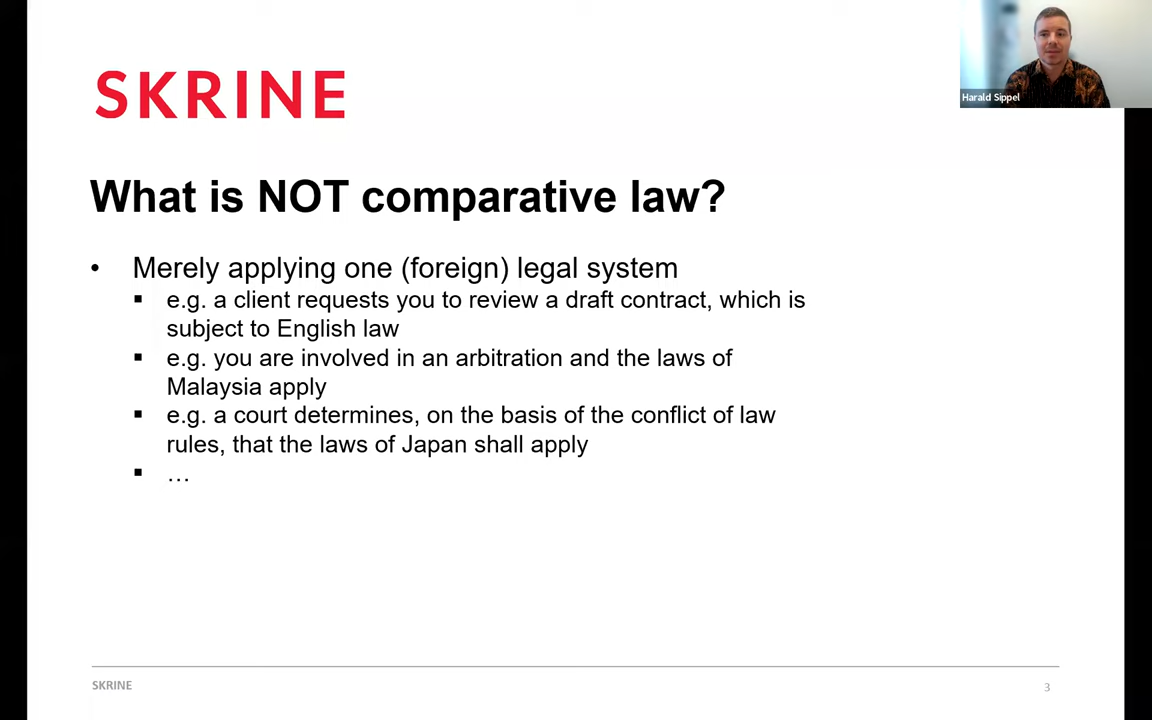 Harald Sippel
SKRINE
What is NOT comparative law?
• Merely applying one (foreign) legal system
▪ e.g. a client requests you to review a draft contract, which is
subject to English law
▪ e.g. you are involved in an arbitration and the laws of
Malaysia apply
▪ e.g. a court determines, on the basis of the conflict of law
rules, that the laws of Japan shall apply
▪ …
SKRINE
3